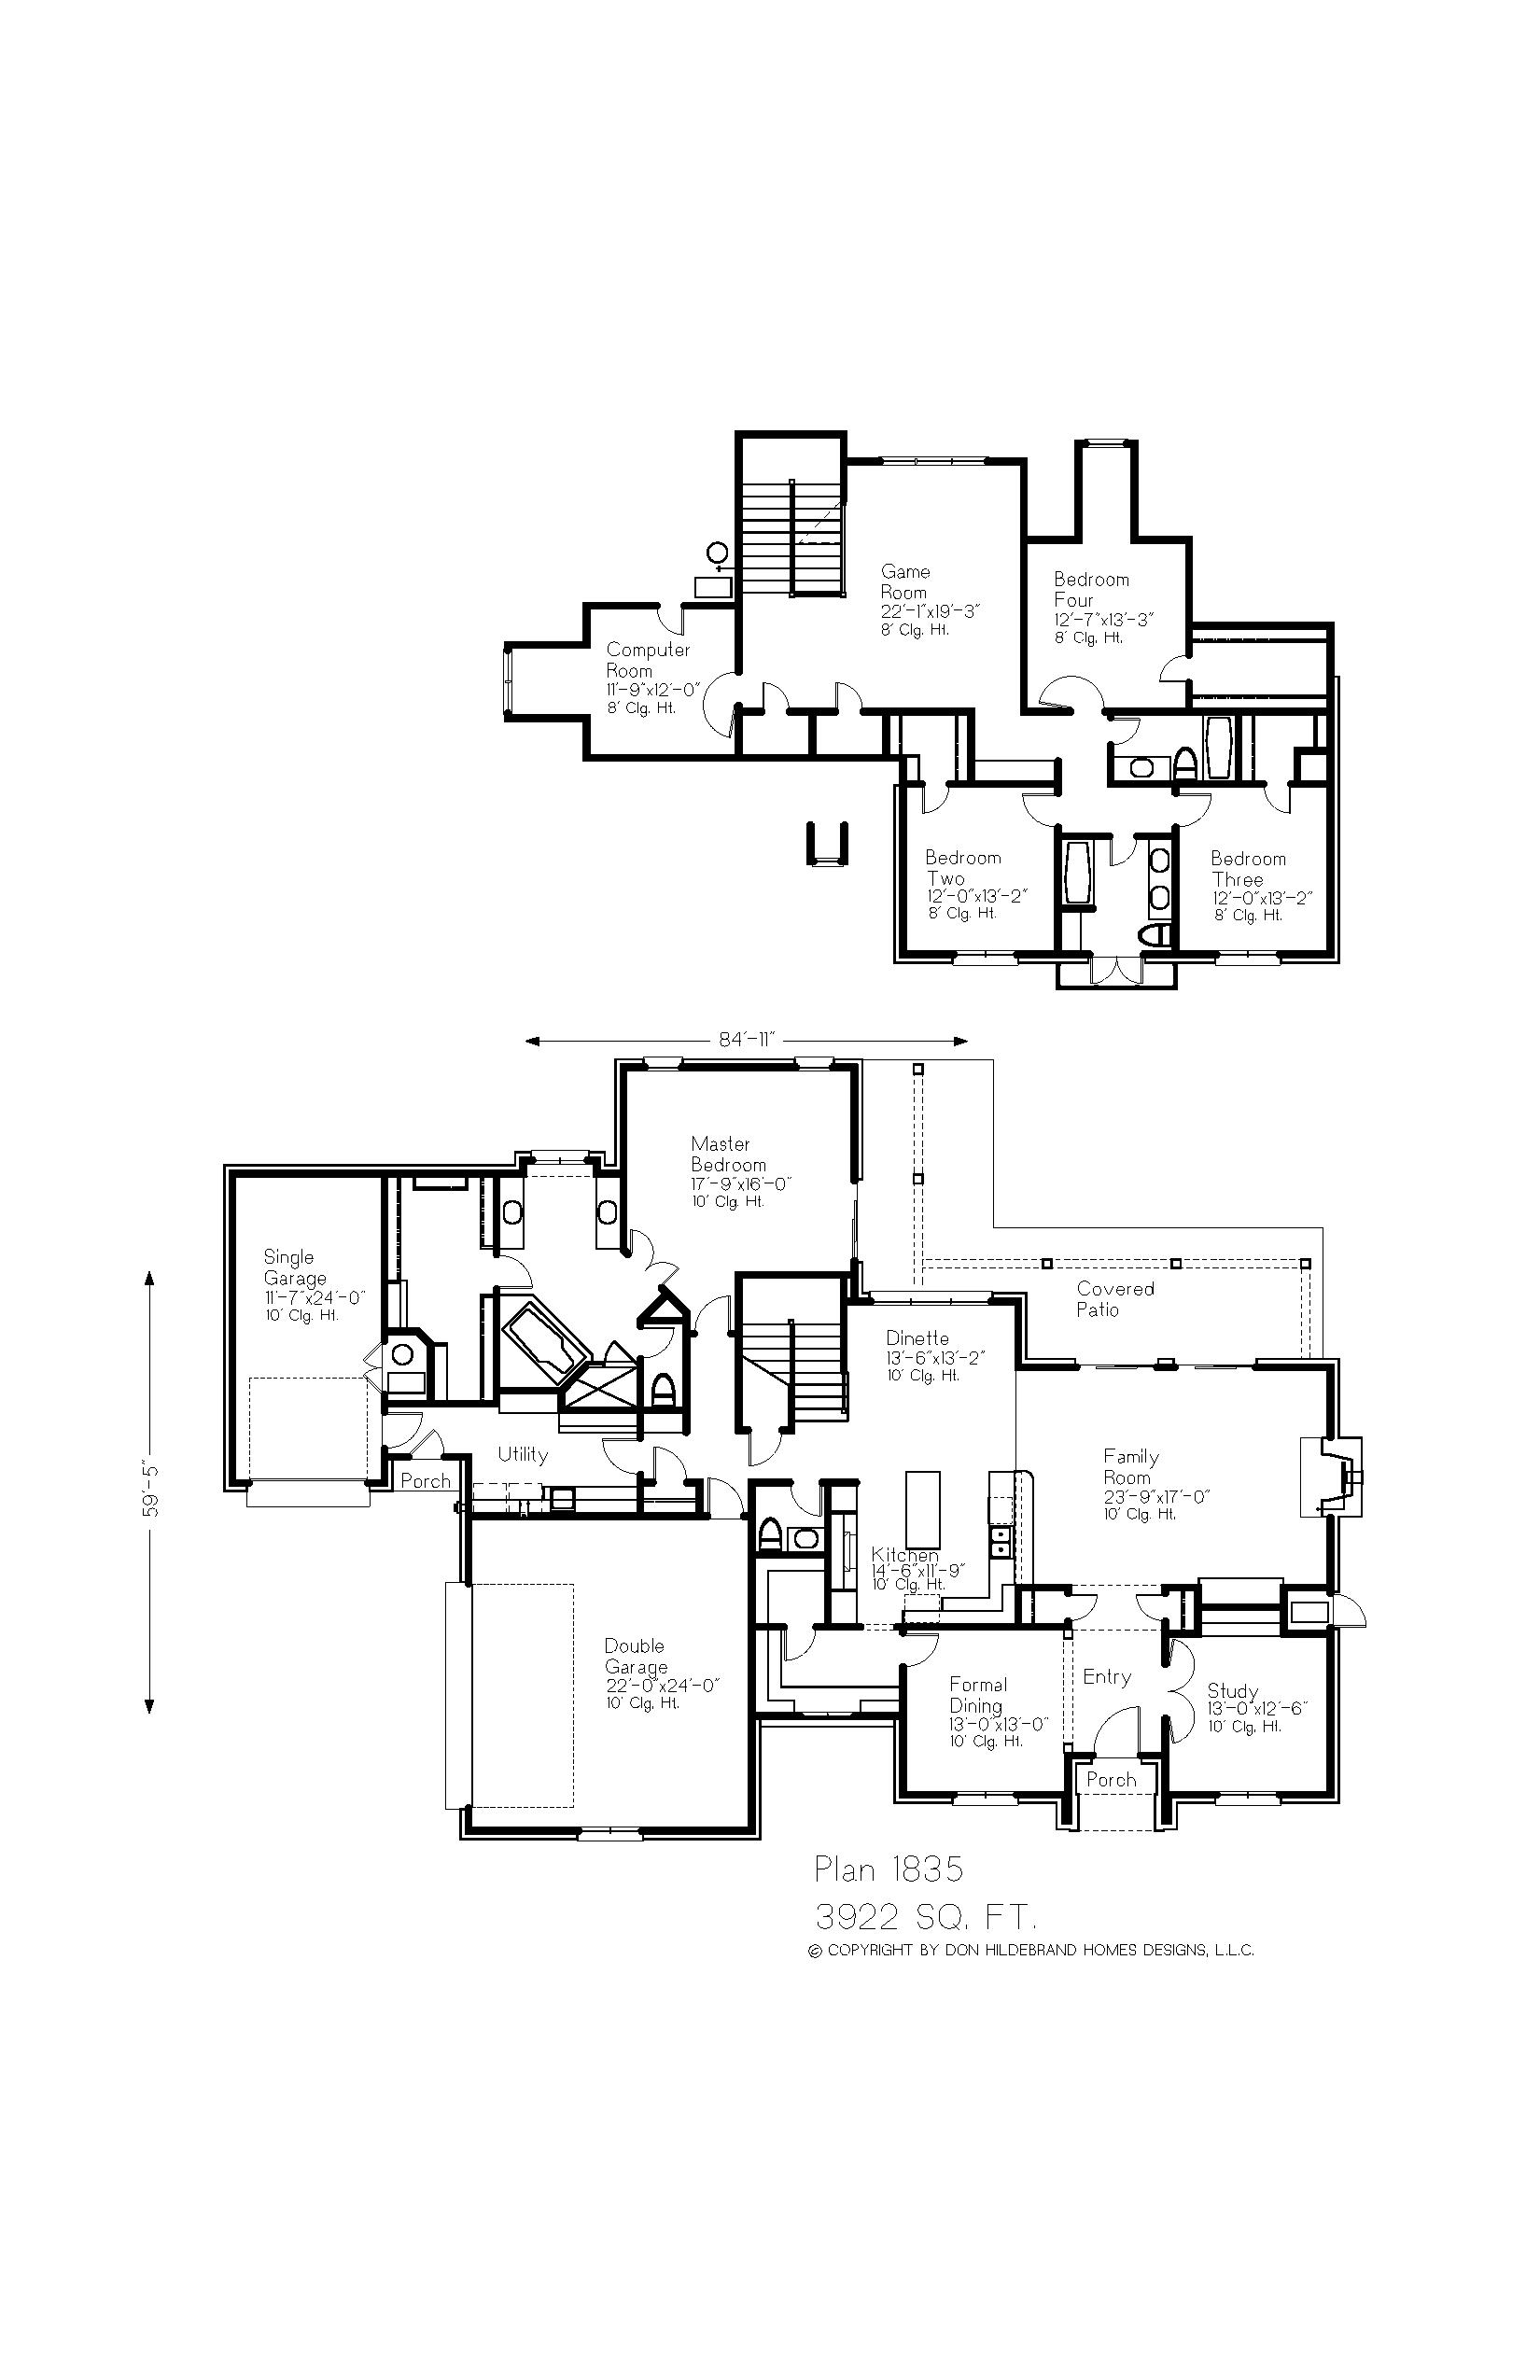 Game
Room
22'-1"x19'-3"
8' Clg. Ht.
Bedroom
Four
12'-7"x13'-3"
8' Clg. Ht.
Computer
Room
11'-9"x12'-0"
8' Clg. Ht.
Bedroom
Two
12'-0"x13'-2"
8' Clg. Ht.
Bedroom
Three
12'-0"x13'-2"
8' Clg. Ht.
84'-11"
Master
Bedroom
17'-9"x16'-0"
10' Clg. Ht.
Single
Garage
11'-7"x24'-0"
10' Clg. Ht.
Covered
Patio
Dinette
13'-6"x13'-2"
10' Clg. Ht.
Utility
Porch
59'-5"
Family
Room
23'-9"x17'-0"
10' Clg. Ht.
Kitchen
14'-6"x11'-9"
10' Clg. Ht.
Double
Garage
22'-0"x24'-0"
10' Clg. Ht.
Formal
Dining
13'-0"x13'-0"
10' Clg. Ht.
Entry
Study
13'-0"x12'-6"
10' Clg. Ht.
Porch
Plan 1835
3922 SQ. FT.
© COPYRIGHT BY DON HILDEBRAND HOMES DESIGNS, L.L.C.